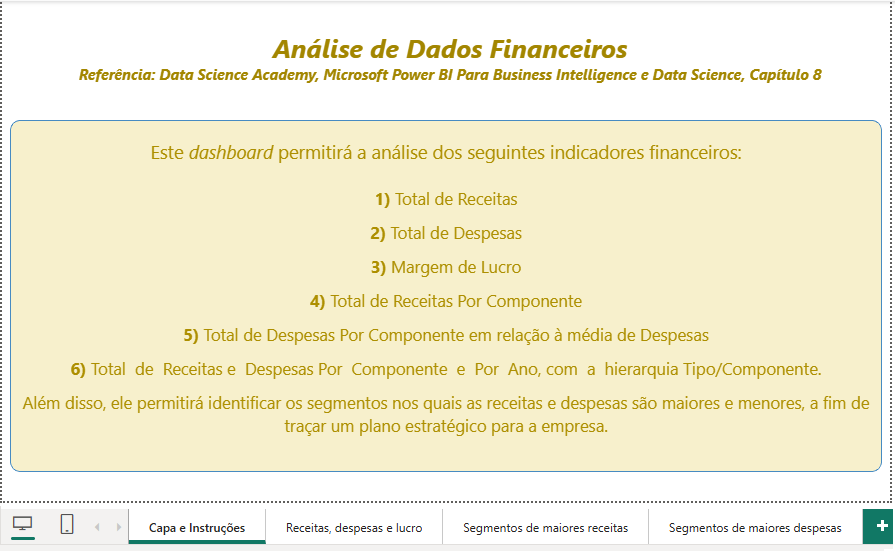 Análise de Dados Financeiros
Referência: Data Science Academy, Microsoft Power BI Para Business Intelligence e Data Science, Capítulo 8
Este dashboard permitirá a análise dos seguintes indicadores financeiros:
1) Total de Receitas
2) Total de Despesas
3) Margem de Lucro
4) Total de Receitas Por Componente
5) Total de Despesas Por Componente em relação à média de Despesas
6) Total de Receitas e Despesas Por Componente e Por Ano, com a hierarquia Tipo/Componente.
Além disso, ele permitirá identificar os segmentos nos quais as receitas e despesas são maiores e menores, a fim de
traçar um plano estratégico para a empresa.
Capa e Instruções
Receitas, despesas e lucro
Segmentos de maiores receitas
Segmentos de maiores despesas
+